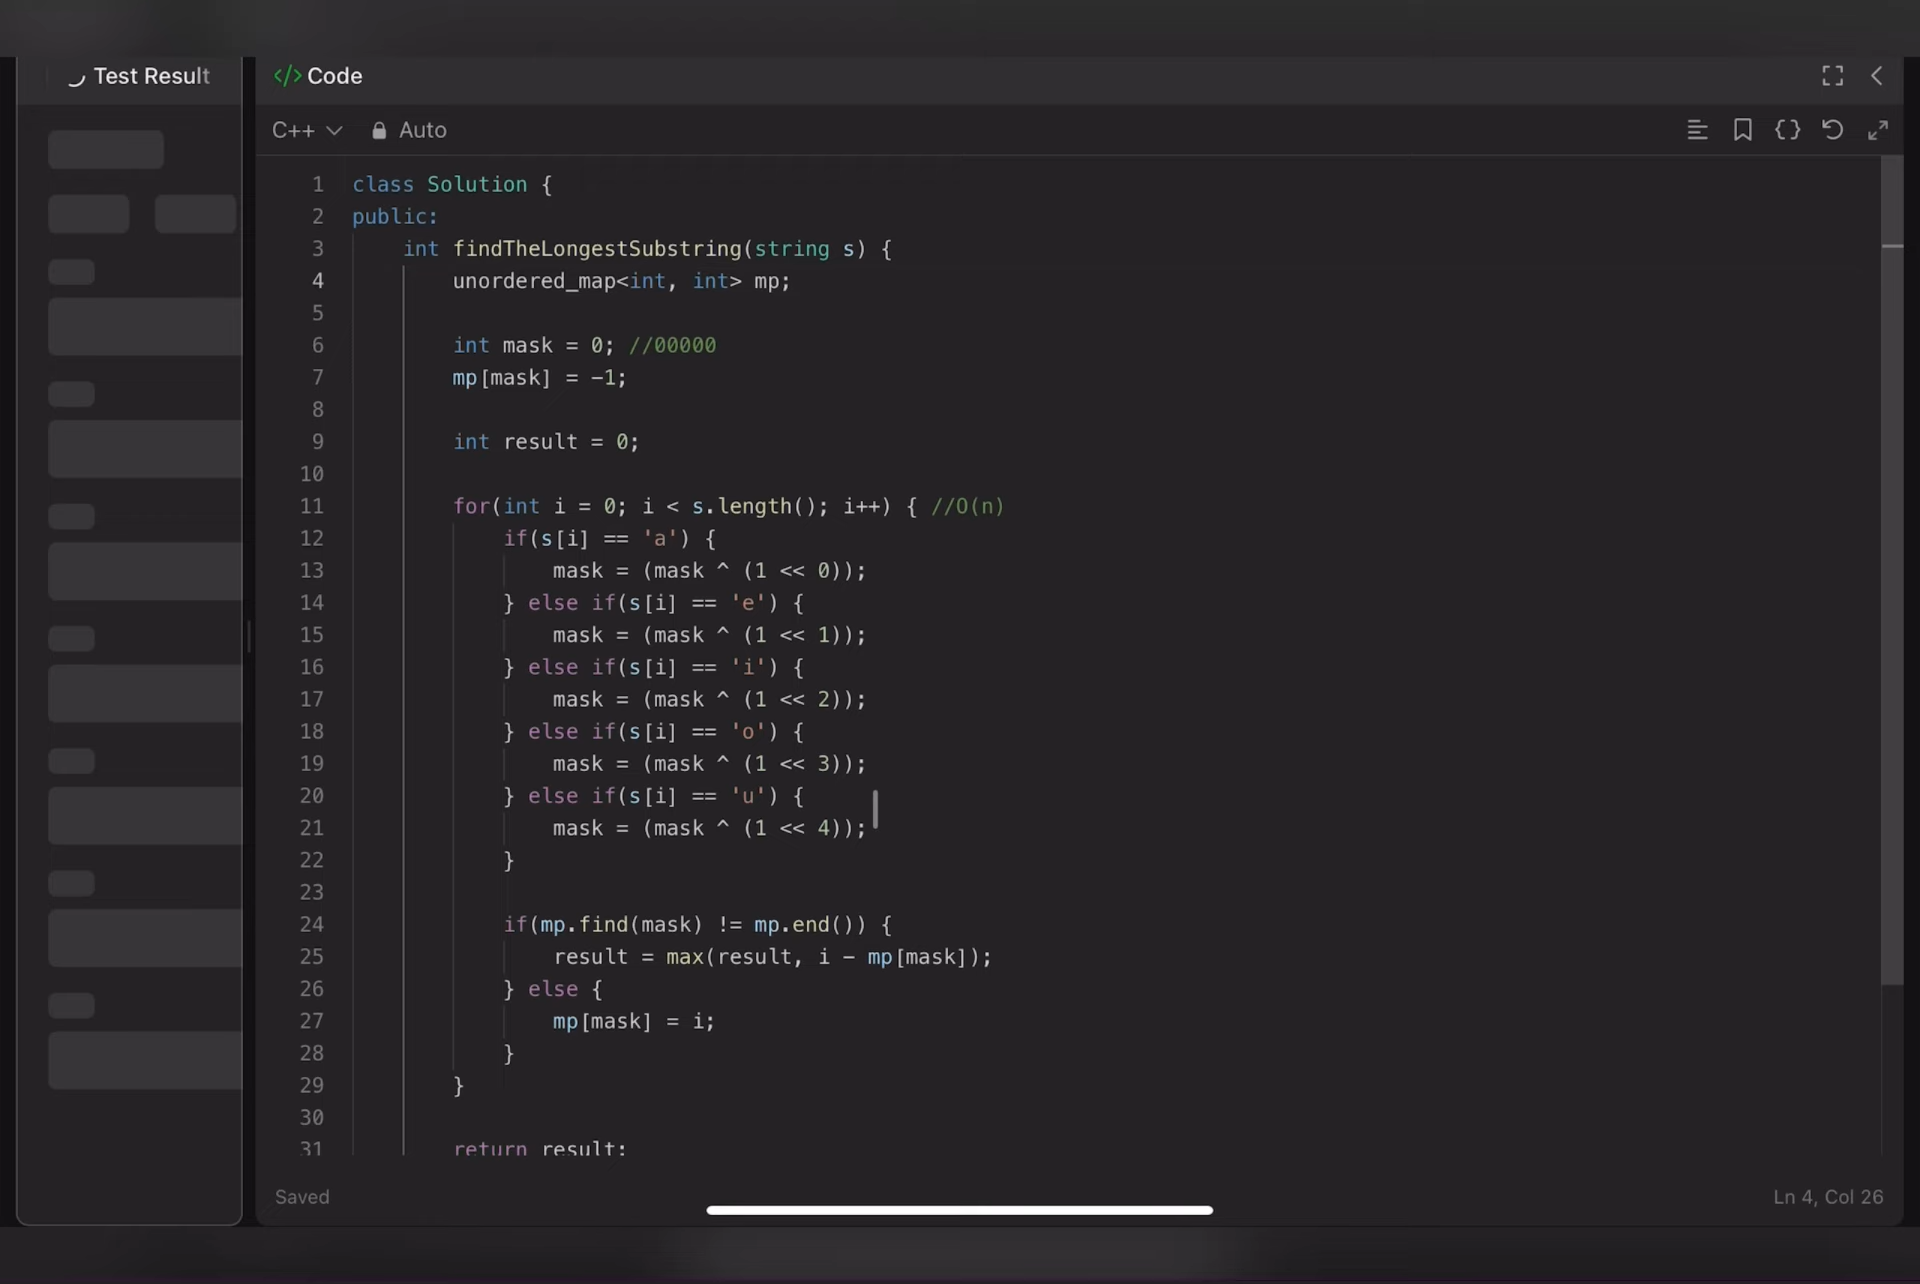 Test Result
</> Code
C++ Auto
1 class Solution {
2 public:
3 int findTheLongestSubstring(string s) {
4 unordered_map<int, int> mp;
5
6 int mask = 0; //00000
7 mp[mask] = -1;
8
9 int result = 0;
10
11 for(int i = 0; i < s.length(); i++) { //O(n)
12 if(s[i] == 'a') {
13 mask = (mask ^ (1 << 0));
14 } else if(s[i] == 'e') {
15 mask = (mask ^ (1 << 1));
16 } else if(s[i] == 'i') {
17 mask = (mask ^ (1 << 2));
18 } else if(s[i] == 'o') {
19 mask = (mask ^ (1 << 3));
20 } else if(s[i] == 'u') {
21 mask = (mask ^ (1 << 4));
22 }
23
24 if(mp.find(mask) != mp.end()) {
25 result = max(result, i - mp[mask]);
26 } else {
27 mp[mask] = i;
28 }
29 }
30
31 return result;
Saved
Ln 4, Col 26